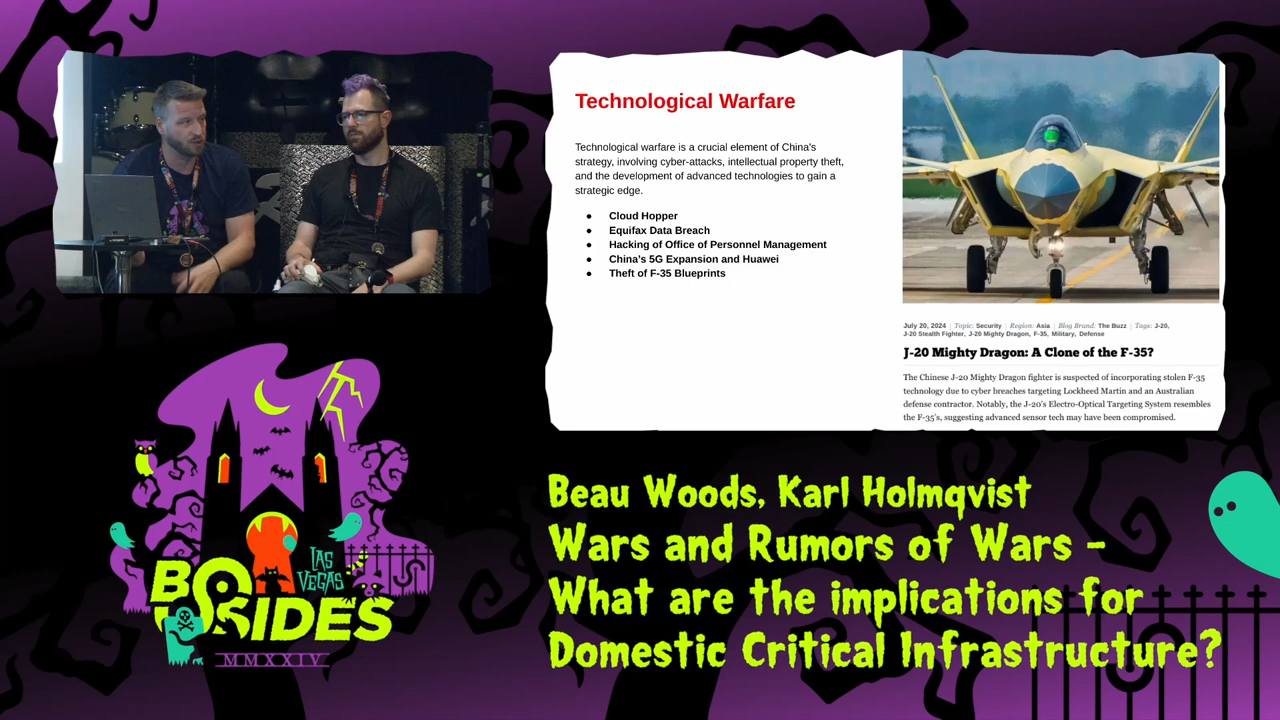 Technological Warfare
Technological warfare is a crucial element of China's
strategy, involving cyber-attacks, intellectual property theft,
and the development of advanced technologies to gain a
strategic edge.
● Cloud Hopper
● Equifax Data Breach
● Hacking of Office of Personnel Management
● China's 5G Expansion and Huawei
● Theft of F-35 Blueprints
July 20, 2024 | Topic: Security | Region: Asia | Blog Brand: The Buzz | Tags: J-20,
J-20 Stealth Fighter, J-20 Mighty Dragon, F-35, Military, Defense
J-20 Mighty Dragon: A Clone of the F-35?
The Chinese J-20 Mighty Dragon fighter is suspected of incorporating stolen F-35
technology due to cyber breaches targeting Lockheed Martin and an Australian
defense contractor. Notably, the J-20's Electro-Optical Targeting System resembles
the F-35's, suggesting advanced sensor tech may have been compromised.
Beau Woods, Karl Holmqvist
Wars and Rumors of Wars -
What are the implications for
Domestic Critical Infrastructure?
LAS
VEGAS
BSIDES
MMXXIV